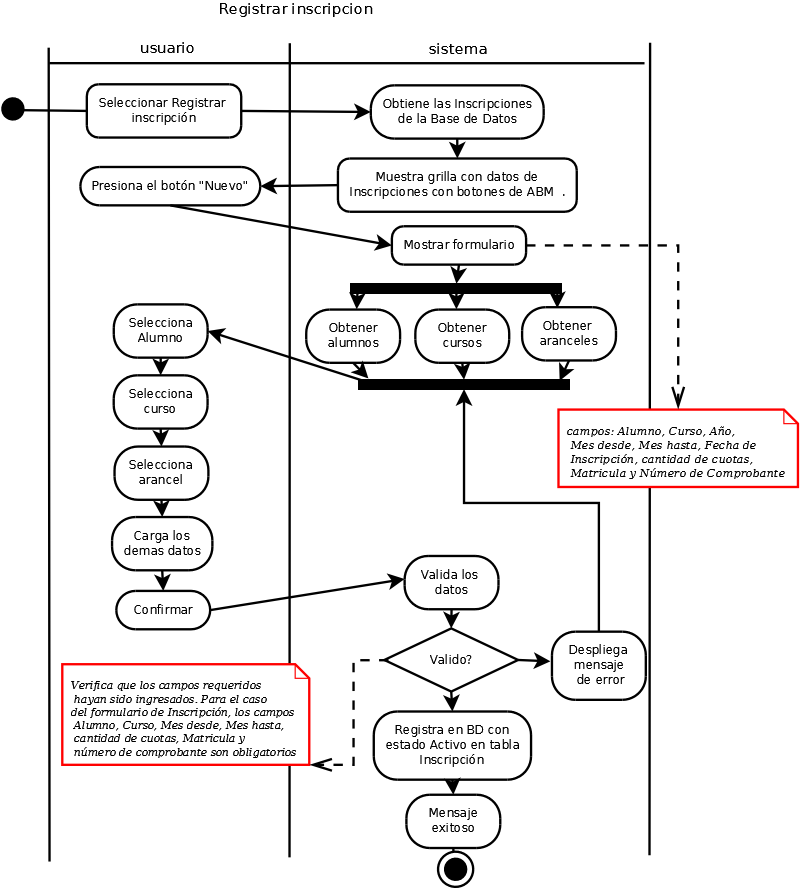 Registrar inscripcion
usuario
sistema
Seleccionar Registrar
inscripción
Obtiene las Inscripciones
de la Base de Datos
Muestra grilla con datos de
Inscripciones con botones de ABM .
Presiona el botón "Nuevo"
Mostrar formulario
Obtener
alumnos
Obtener
cursos
Obtener
aranceles
Selecciona
Alumno
Selecciona
curso
Selecciona
arancel
Carga los
demas datos
Confirmar
campos: Alumno, Curso, Año,
Mes desde, Mes hasta, Fecha de
Inscripción, cantidad de cuotas,
Matricula y Número de Comprobante
Valida los
datos
Valido?
Despliega
mensaje
de error
Verifica que los campos requeridos
hayan sido ingresados. Para el caso
del formulario de Inscripción, los campos
Alumno, Curso, Mes desde, Mes hasta,
cantidad de cuotas, Matricula y
número de comprobante son obligatorios
Registra en BD con
estado Activo en tabla
Inscripción
Mensaje
exitoso